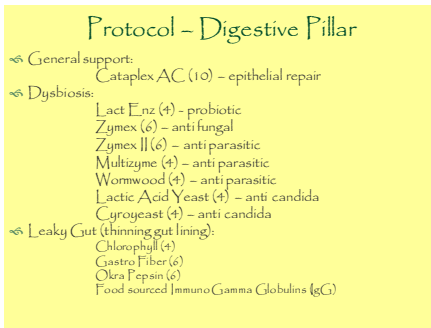 Protocol – Digestive Pillar
General support:
Cataplex AC (10) – epithelial repair
Dysbiosis:
Lact Enz (4) - probiotic
Zymex (6) – anti fungal
Zymex II (6) – anti parasitic
Multizyme (4) – anti parasitic
Wormwood (4) – anti parasitic
Lactic Acid Yeast (4) – anti candida
Cyroyeast (4) – anti candida
Leaky Gut (thinning gut lining):
Chlorophyll (4)
Gastro Fiber (6)
Okra Pepsin (6)
Food sourced Immuno Gamma Globulins (IgG)